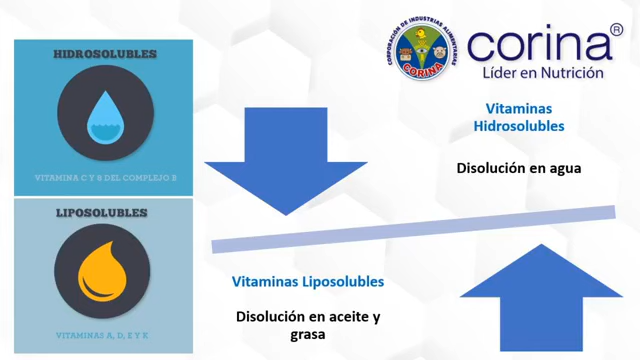 HIDROSOLUBLES
VITAMINA C Y 8 DEL COMPLEJO B
LIPOSOLUBLES
VITAMINAS A, D, E Y K
CORPORACIÓN DE INDUSTRIAS ALIMENTARIAS
CORINA
corina®
Líder en Nutrición
Vitaminas
Hidrosolubles
Disolución en agua
Vitaminas Liposolubles
Disolución en aceite y
grasa